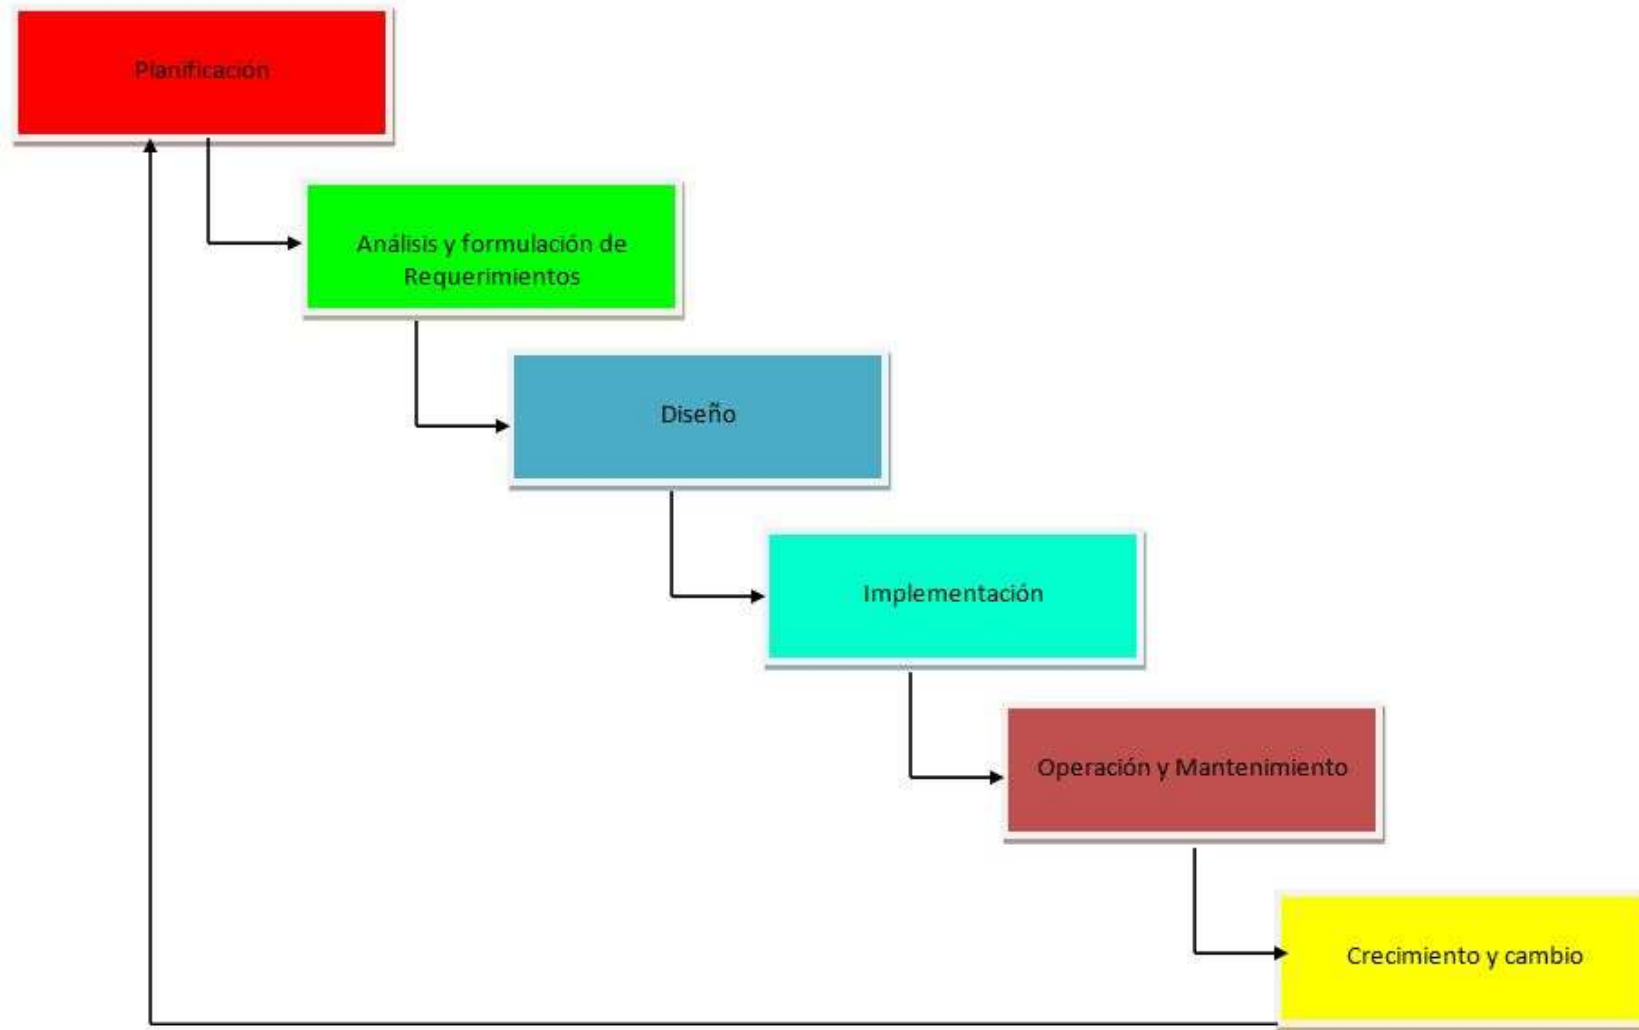 Planificación
Análisis y formulación de
Requerimientos
Diseño
Implementación
Operación y Mantenimiento
Crecimiento y cambio